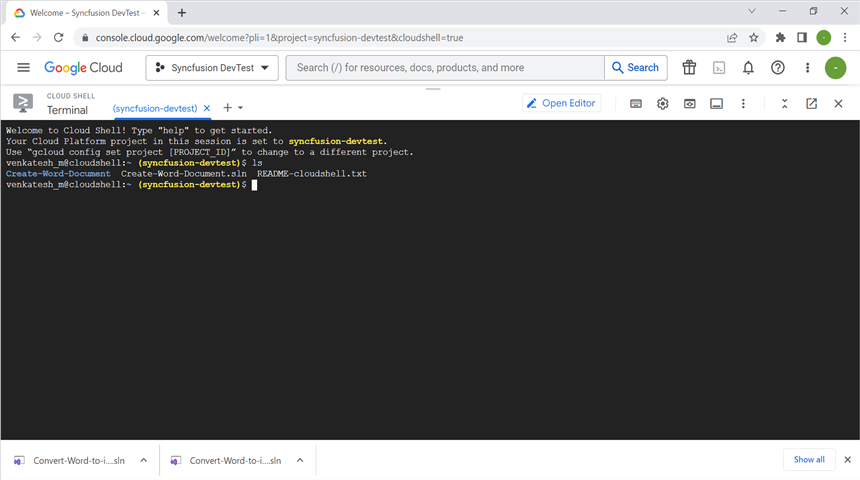 Welcome – Syncfusion DevTest –
console.cloud.google.com/welcome?pli=1&project=syncfusion-devtest&cloudshell=true
Google Cloud
Syncfusion DevTest
Search (/) for resources, docs, products, and more
Search
CLOUD SHELL
Terminal
(syncfusion-devtest)
Open Editor
Welcome to Cloud Shell! Type "help" to get started.
Your Cloud Platform project in this session is set to syncfusion-devtest.
Use “gcloud config set project [PROJECT_ID]” to change to a different project.
venkatesh_m@cloudshell:~ (syncfusion-devtest)$ ls
Create-Word-Document  Create-Word-Document.sln  README-cloudshell.txt
venkatesh_m@cloudshell:~ (syncfusion-devtest)$
Convert-Word-to-i....sln
Convert-Word-to-i....sln
Show all